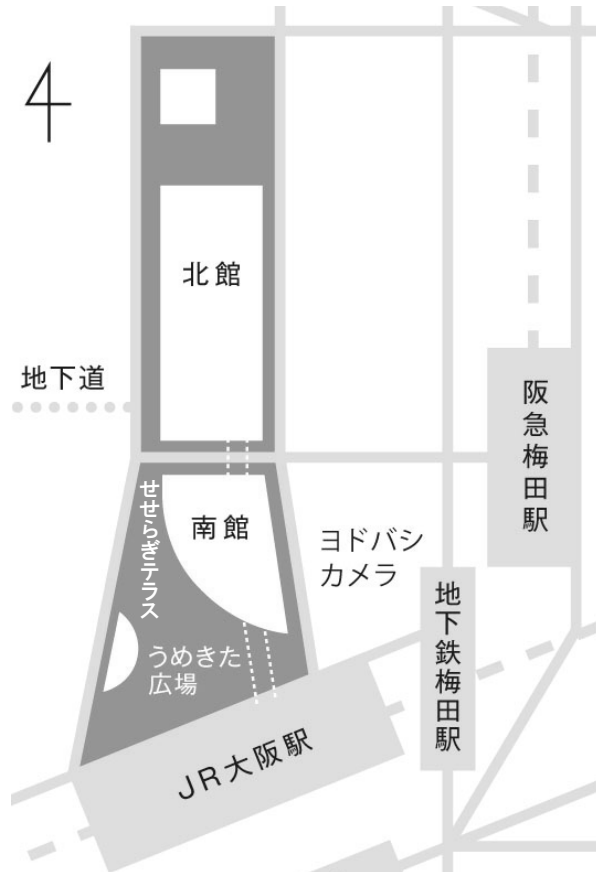 北館
地下道
阪急梅田駅
せせらぎテラス
南館
ヨドバシ
カメラ
地下鉄梅田駅
うめきた
広場
JR大阪駅